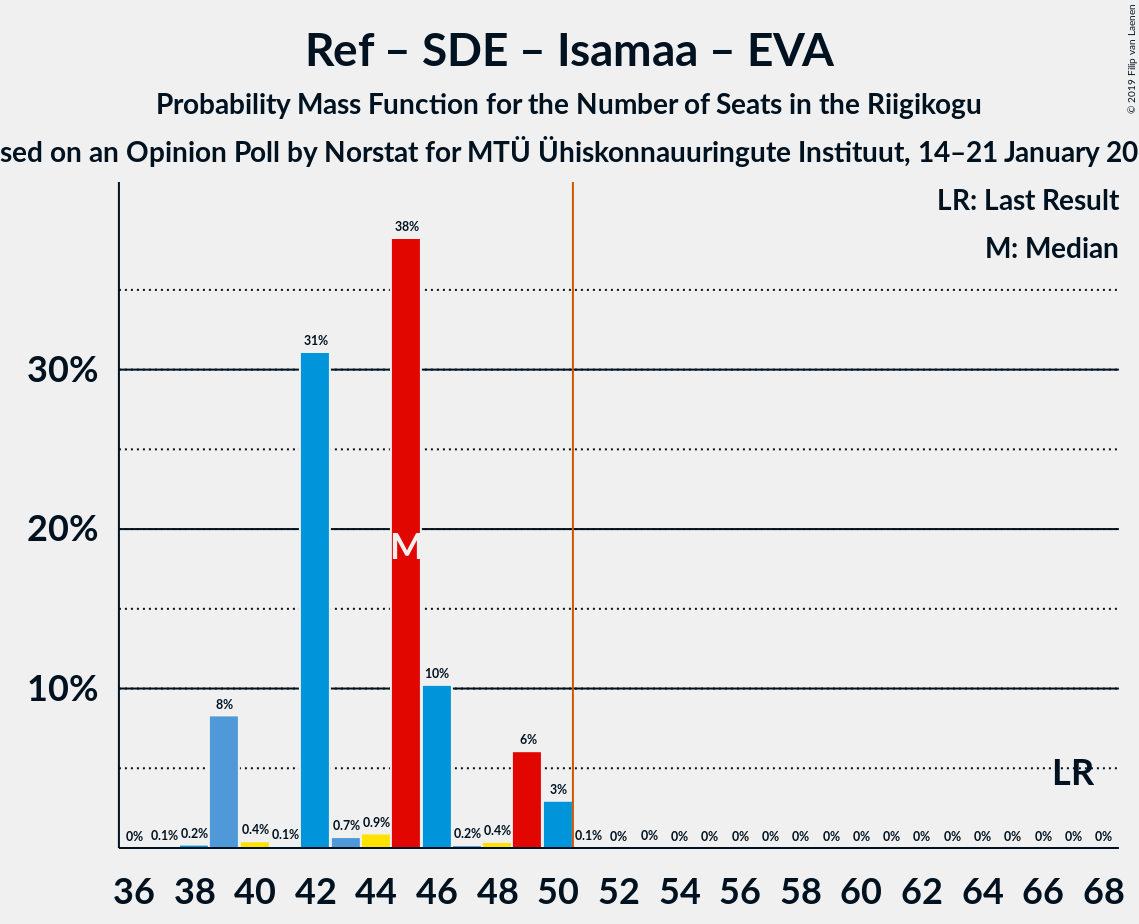 Ref – SDE – Isamaa – EVA
Probability Mass Function for the Number of Seats in the Riigikogu
on an Opinion Poll by Norstat for MTÜ Ühiskonnauuringute Instituut, 14–21 January
© 2019 Filip van Laenen
LR: Last Result
M: Median
38%
31%
30%
20%
M
10%
10%
8%
6%
LR
3%
0% 0.1% 0.2% 0.4% 0.1% 0.7% 0.9% 0.2% 0.4% 0.1% 0% 0% 0% 0% 0% 0% 0% 0% 0% 0% 0% 0% 0% 0% 0% 0% 0%
36 38 40 42 44 46 48 50 52 54 56 58 60 62 64 66 68